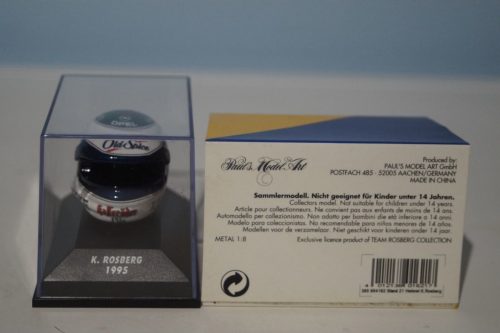 OPEL
Old Spice
K. ROSBERG
1995
Paul's Model Art
Produced by:
PAUL'S MODEL ART GmbH
POSTFACH 485 · 52005 AACHEN/GERMANY
MADE IN CHINA
Sammlermodell. Nicht geeignet für Kinder unter 14 Jahren.
Collectors model. Not suitable for children under 14 years.
Article pour collectionneurs. Ne convient pas aux enfants de moins de 14 ans.
Automodello per collezionismo. Non adatto per bambini die età inferiore a 14 anni.
Modelo para coleccionistas. No recomendado para niños menores de 14 años.
Modellen voor de verzamelaar. Niet geschikt voor kinderen onder 14 jaar.
METAL 1:8
Exclusive licence product of TEAM ROSBERG COLLECTION